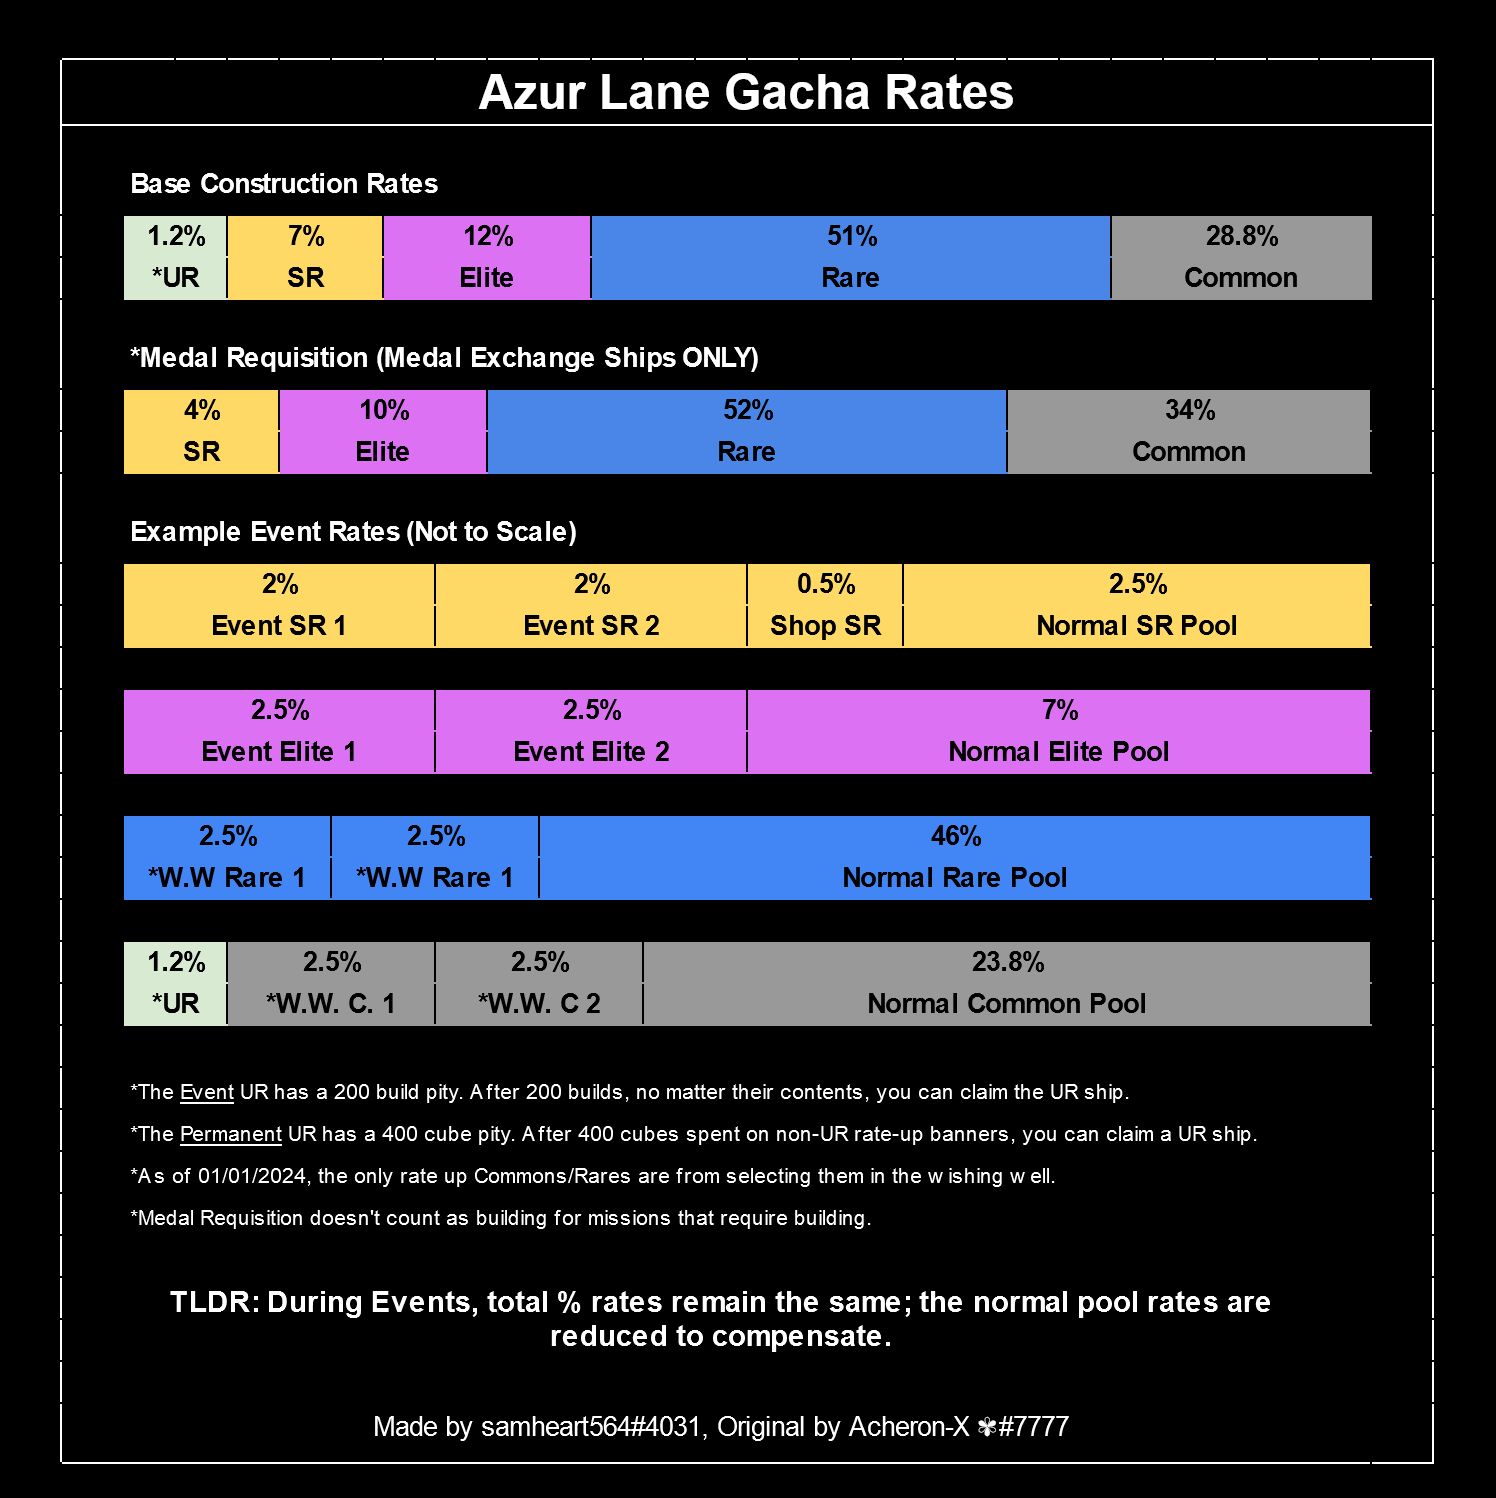 Azur Lane Gacha Rates
Base Construction Rates
1.2% 7% 12% 51% 28.8%
*UR SR Elite Rare Common
*Medal Requisition (Medal Exchange Ships ONLY)
4% 10% 52% 34%
SR Elite Rare Common
Example Event Rates (Not to Scale)
2% 2% 0.5% 2.5%
Event SR 1 Event SR 2 Shop SR Normal SR Pool
2.5% 2.5% 7%
Event Elite 1 Event Elite 2 Normal Elite Pool
2.5% 2.5% 46%
*W.W Rare 1 *W.W Rare 1 Normal Rare Pool
1.2% 2.5% 2.5% 23.8%
*UR *W.W. C. 1 *W.W. C 2 Normal Common Pool
*The Event UR has a 200 build pity. After 200 builds, no matter their contents, you can claim the UR ship.
*The Permanent UR has a 400 cube pity. After 400 cubes spent on non-UR rate-up banners, you can claim a UR ship.
*As of 01/01/2024, the only rate up Commons/Rares are from selecting them in the wishing well.
*Medal Requisition doesn't count as building for missions that require building.
TLDR: During Events, total % rates remain the same; the normal pool rates are
reduced to compensate.
Made by samheart564#4031, Original by Acheron-X ✾#7777